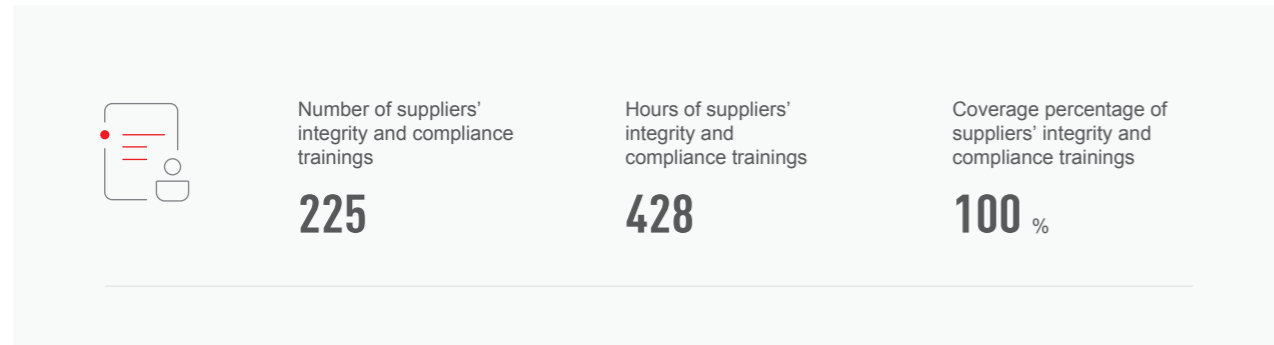 Number of suppliers’
integrity and compliance
trainings
225
Hours of suppliers’
integrity and
compliance trainings
428
Coverage percentage of
suppliers’ integrity and
compliance trainings
100 %